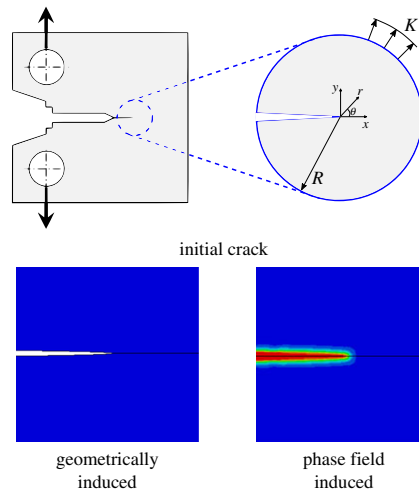 K
y
r
θ
x
R
initial crack
geometrically
induced
phase field
induced